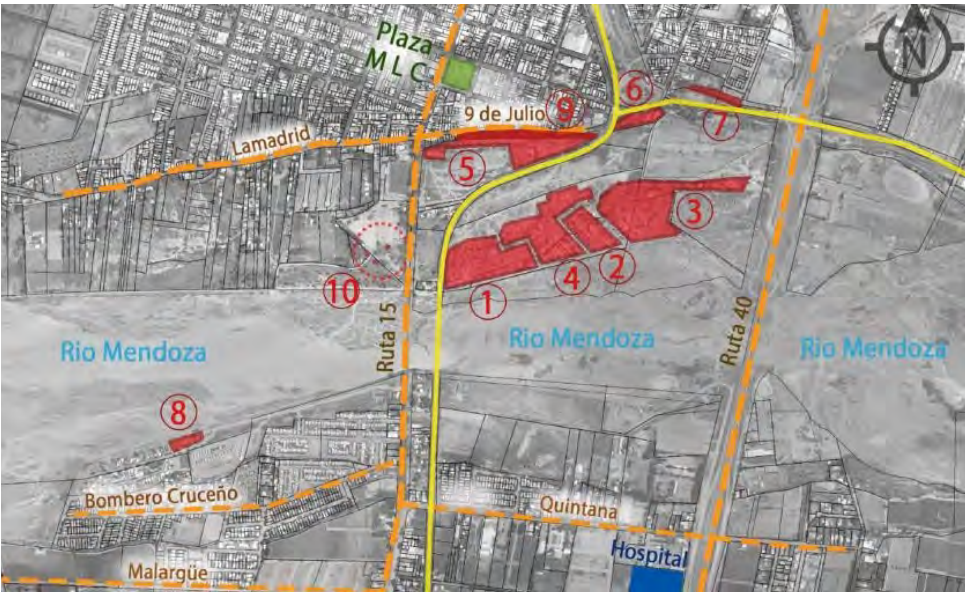 N
Plaza
M L C
6
9 de Julio
9
7
Lamadrid
5
3
10
1
4
2
Rio Mendoza
Rio Mendoza
Rio Mendoza
Ruta 15
Ruta 40
8
Bombero Cruceño
Quintana
Hospital
Malargüe